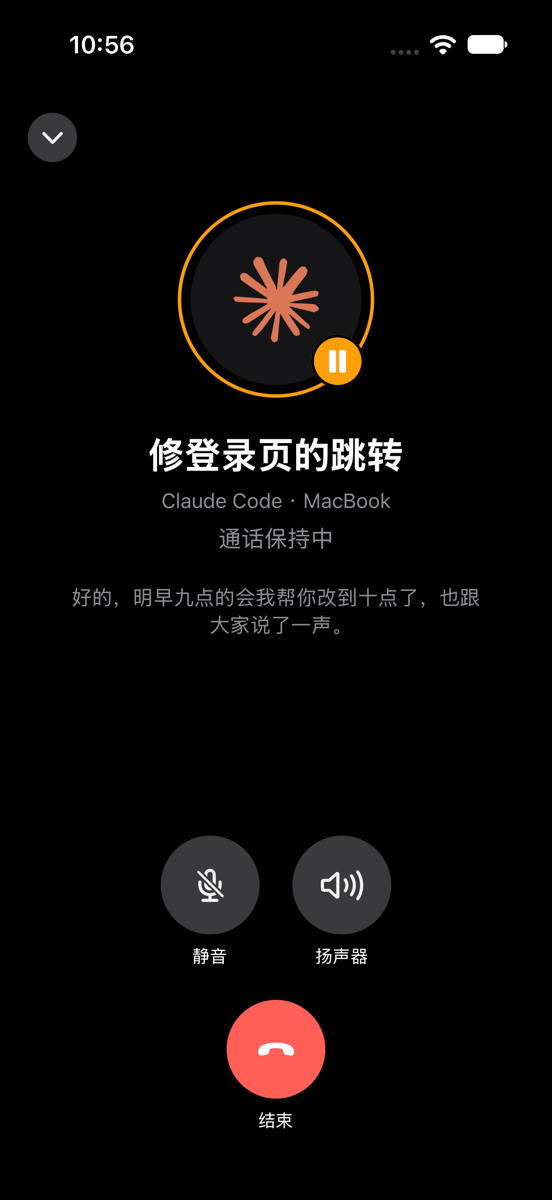 10:56
修登录页的跳转
Claude Code · MacBook
通话保持中
好的，明早九点的会我帮你改到十点了，也跟
大家说了一声。
静音
扬声器
结束